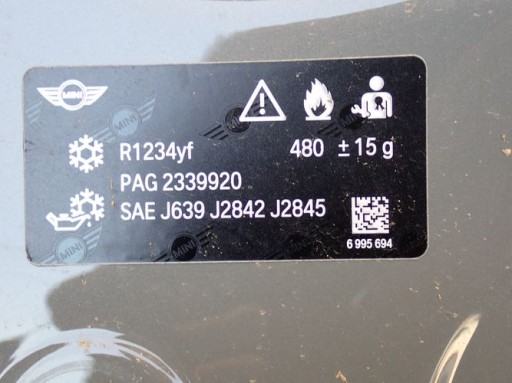 MINI
R1234yf 480 ± 15 g
PAG 2339920
SAE J639 J2842 J2845
6 995 694